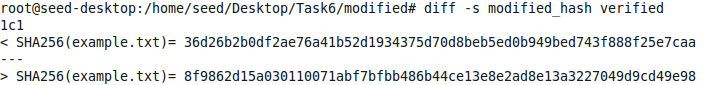 root@seed-desktop:/home/seed/Desktop/Task6/modified# diff -s modified_hash verified
1c1
< SHA256(example.txt)= 36d26b2b0df2ae76a41b52d1934375d70d8beb5ed0b949bed743f888f25e7caa
---
> SHA256(example.txt)= 8f9862d15a030110071abf7bfbb486b44ce13e8e2ad8e13a3227049d9cd49e98